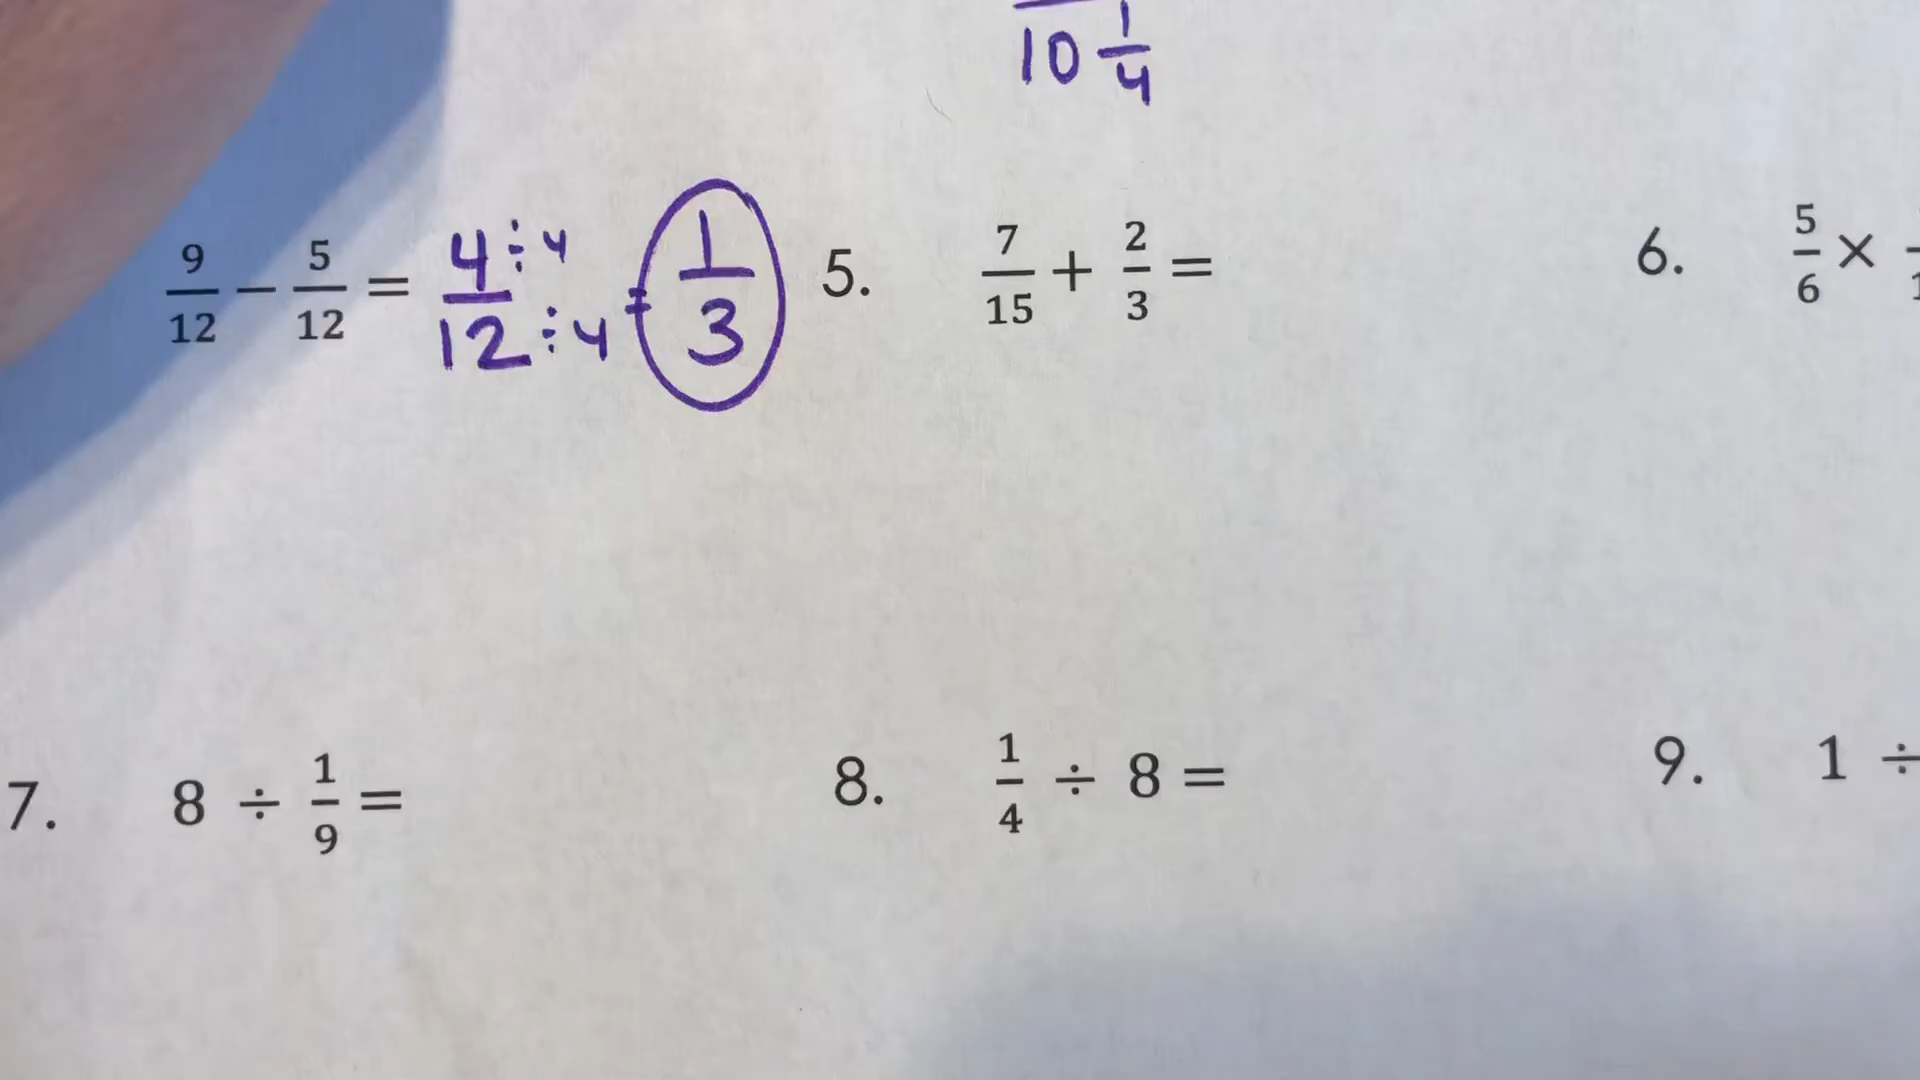 10 1/4
9/12 − 5/12 = 4÷4/12÷4 = 1/3
5. 7/15 + 2/3 =
6. 5/6 ×
7. 8 ÷ 1/9 =
8. 1/4 ÷ 8 =
9. 1 ÷